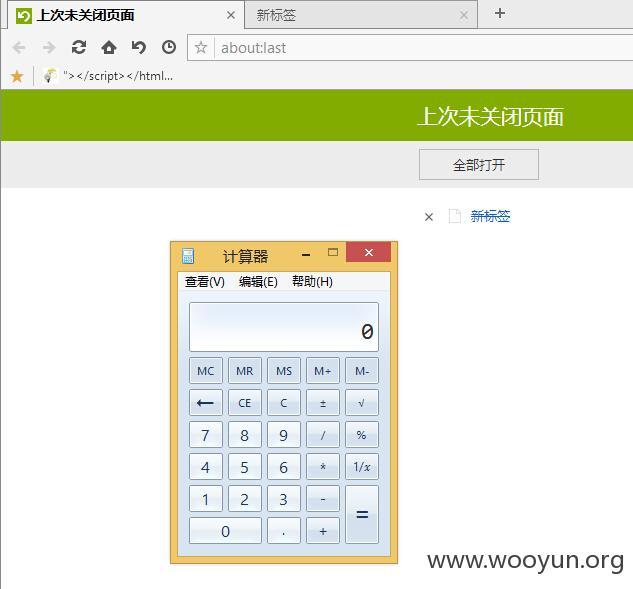 上次未关闭页面
新标签
about:last
"></script></html...
上次未关闭页面
全部打开
新标签
计算器
查看(V) 编辑(E) 帮助(H)
0
MC MR MS M+ M-
← CE C ± √
7 8 9 / %
4 5 6 * 1/x
1 2 3 - =
0 . +
www.wooyun.org